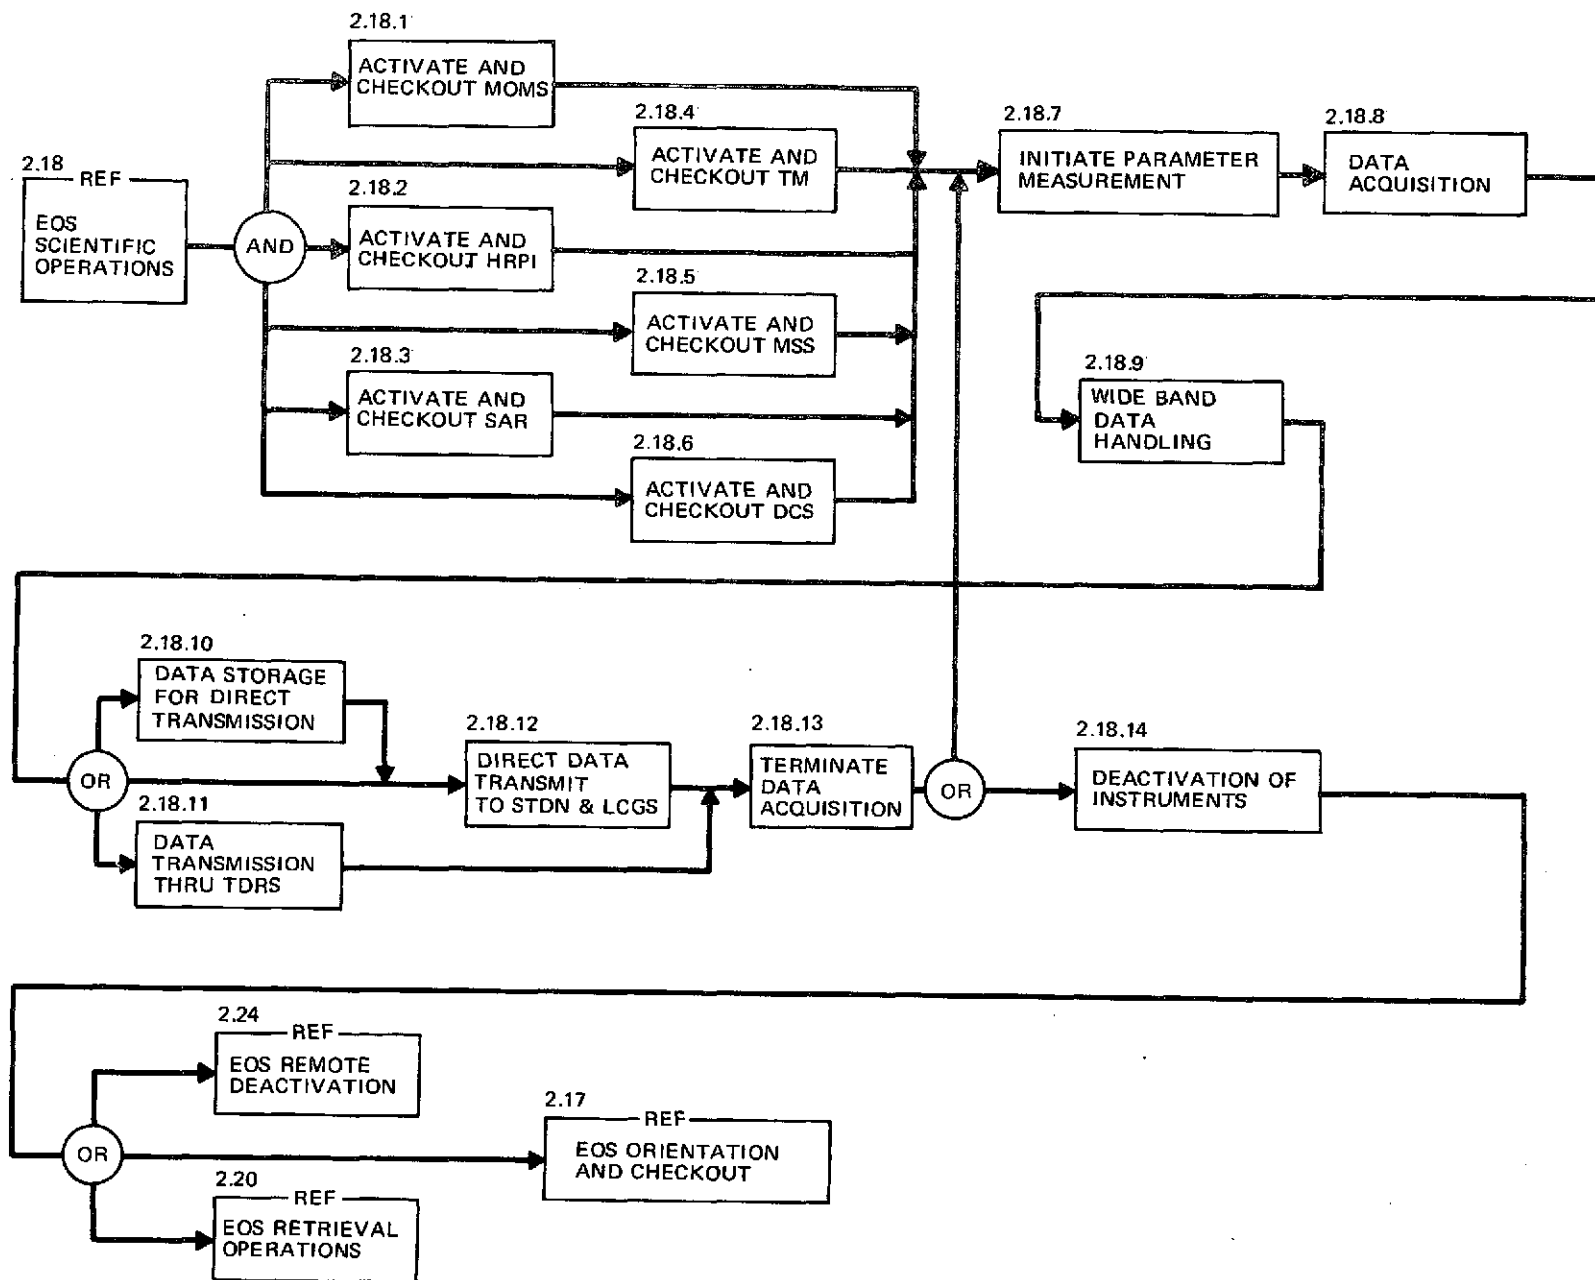 2.18.1
ACTIVATE AND
CHECKOUT MOMS
2.18.4
ACTIVATE AND
CHECKOUT TM
2.18.7
INITIATE PARAMETER
MEASUREMENT
2.18.8
DATA
ACQUISITION
2.18
REF
EOS
SCIENTIFIC
OPERATIONS
AND
2.18.2
ACTIVATE AND
CHECKOUT HRPI
2.18.5
ACTIVATE AND
CHECKOUT MSS
2.18.3
ACTIVATE AND
CHECKOUT SAR
2.18.6
ACTIVATE AND
CHECKOUT DCS
2.18.9
WIDE BAND
DATA
HANDLING
2.18.10
DATA STORAGE
FOR DIRECT
TRANSMISSION
OR
2.18.11
DATA
TRANSMISSION
THRU TDRS
2.18.12
DIRECT DATA
TRANSMIT
TO STDN & LCGS
2.18.13
TERMINATE
DATA
ACQUISITION
OR
2.18.14
DEACTIVATION OF
INSTRUMENTS
2.24
REF
EOS REMOTE
DEACTIVATION
OR
2.17
REF
EOS ORIENTATION
AND CHECKOUT
2.20
REF
EOS RETRIEVAL
OPERATIONS